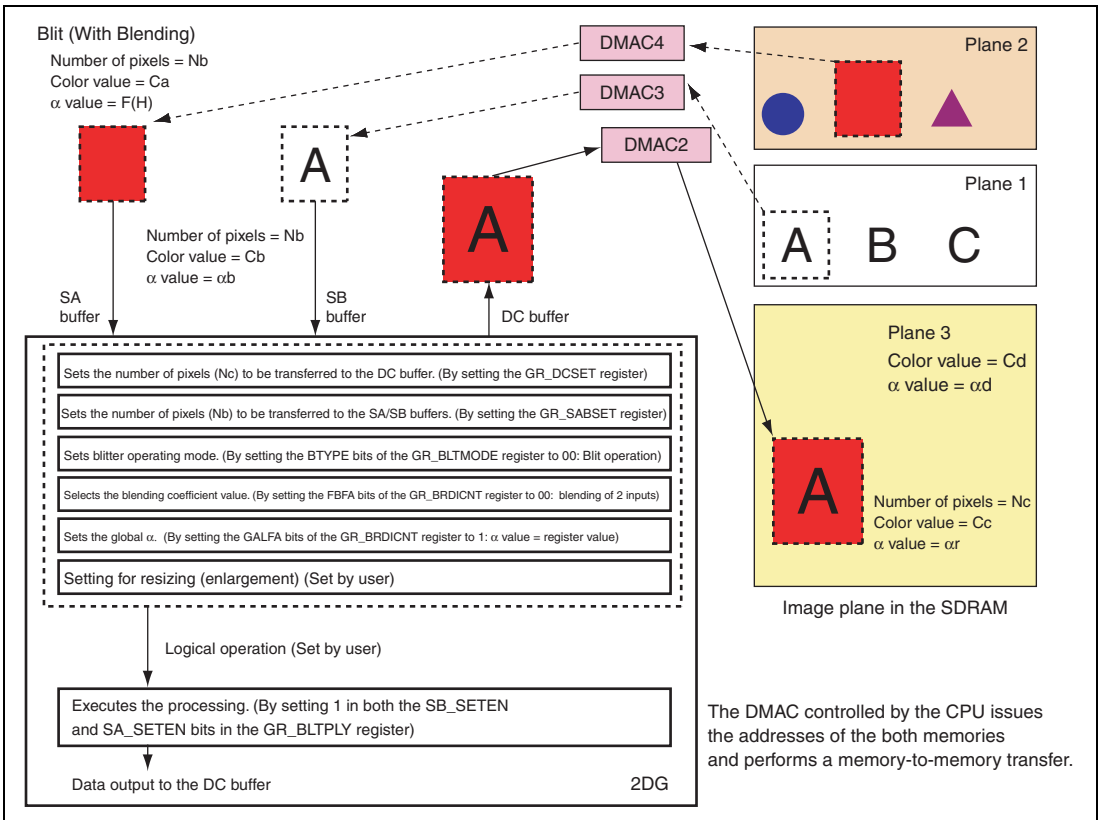 Blit (With Blending)
Number of pixels = Nb
Color value = Ca
α value = F(H)
DMAC4
DMAC3
DMAC2
Plane 2
Plane 1
A B C
A
A
Number of pixels = Nb
Color value = Cb
α value = αb
SA
buffer
SB
buffer
DC buffer
Plane 3
Color value = Cd
α value = αd
A
Number of pixels = Nc
Color value = Cc
α value = αr
Image plane in the SDRAM
Sets the number of pixels (Nc) to be transferred to the DC buffer. (By setting the GR_DCSET register)
Sets the number of pixels (Nb) to be transferred to the SA/SB buffers. (By setting the GR_SABSET register)
Sets blitter operating mode. (By setting the BTYPE bits of the GR_BLTMODE register to 00: Blit operation)
Selects the blending coefficient value. (By setting the FBFA bits of the GR_BRDICNT register to 00: blending of 2 inputs)
Sets the global α. (By setting the GALFA bits of the GR_BRDICNT register to 1: α value = register value)
Setting for resizing (enlargement) (Set by user)
Logical operation (Set by user)
Executes the processing. (By setting 1 in both the SB_SETEN
and SA_SETEN bits in the GR_BLTPLY register)
Data output to the DC buffer
2DG
The DMAC controlled by the CPU issues
the addresses of the both memories
and performs a memory-to-memory transfer.